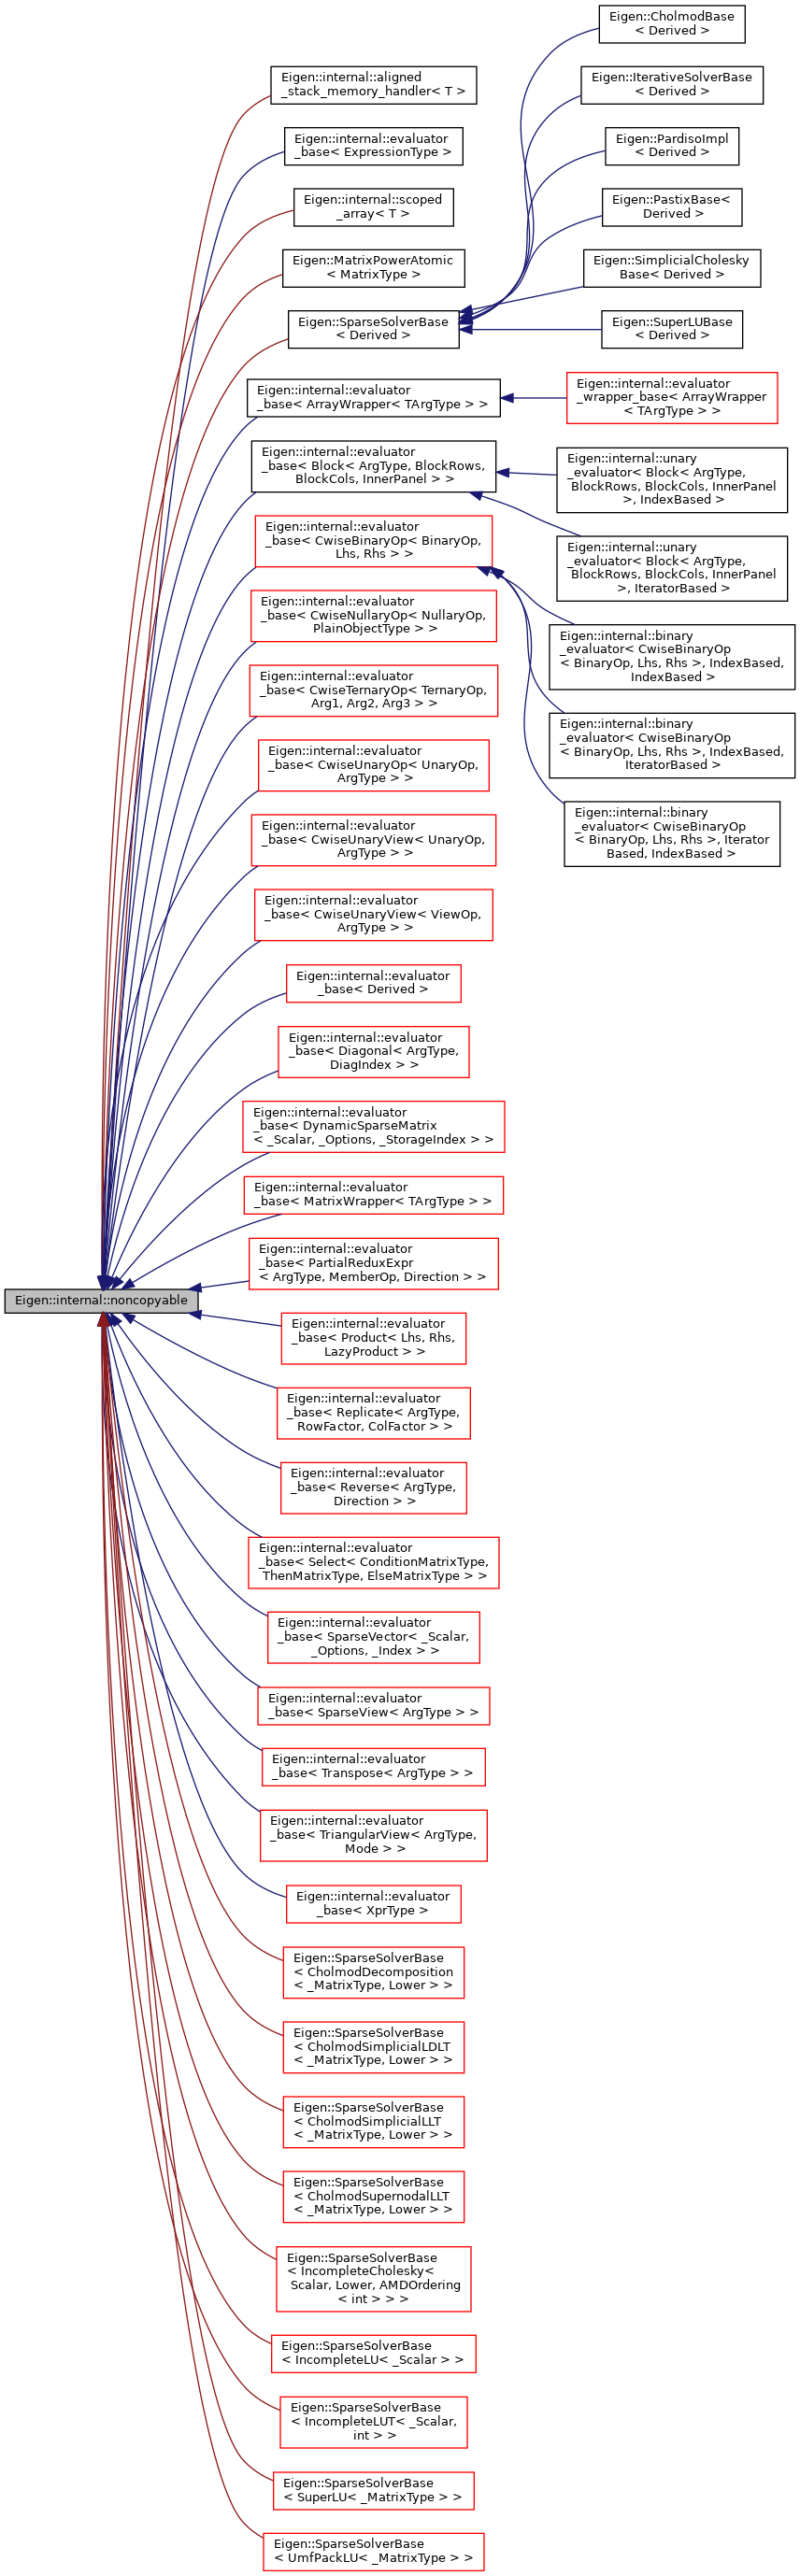 Eigen::CholmodBase
< Derived >
Eigen::internal::aligned
_stack_memory_handler< T >
Eigen::IterativeSolverBase
< Derived >
Eigen::internal::evaluator
_base< ExpressionType >
Eigen::PardisoImpl
< Derived >
Eigen::internal::scoped
_array< T >
Eigen::PastixBase<
Derived >
Eigen::MatrixPowerAtomic
< MatrixType >
Eigen::SimplicialCholesky
Base< Derived >
Eigen::SparseSolverBase
< Derived >
Eigen::SuperLUBase
< Derived >
Eigen::internal::evaluator
_base< ArrayWrapper< TArgType > >
Eigen::internal::evaluator
_wrapper_base< ArrayWrapper
< TArgType > >
Eigen::internal::evaluator
_base< Block< ArgType, BlockRows,
BlockCols, InnerPanel > >
Eigen::internal::unary
_evaluator< Block< ArgType,
BlockRows, BlockCols, InnerPanel
>, IndexBased >
Eigen::internal::unary
_evaluator< Block< ArgType,
BlockRows, BlockCols, InnerPanel
>, IteratorBased >
Eigen::internal::evaluator
_base< CwiseBinaryOp< BinaryOp,
Lhs, Rhs > >
Eigen::internal::binary
_evaluator< CwiseBinaryOp
< BinaryOp, Lhs, Rhs >, IndexBased,
IndexBased >
Eigen::internal::binary
_evaluator< CwiseBinaryOp
< BinaryOp, Lhs, Rhs >, IndexBased,
IteratorBased >
Eigen::internal::binary
_evaluator< CwiseBinaryOp
< BinaryOp, Lhs, Rhs >, Iterator
Based, IndexBased >
Eigen::internal::evaluator
_base< CwiseNullaryOp< NullaryOp,
PlainObjectType > >
Eigen::internal::evaluator
_base< CwiseTernaryOp< TernaryOp,
Arg1, Arg2, Arg3 > >
Eigen::internal::evaluator
_base< CwiseUnaryOp< UnaryOp,
ArgType > >
Eigen::internal::evaluator
_base< CwiseUnaryView< UnaryOp,
ArgType > >
Eigen::internal::evaluator
_base< CwiseUnaryView< ViewOp,
ArgType > >
Eigen::internal::evaluator
_base< Derived >
Eigen::internal::evaluator
_base< Diagonal< ArgType,
DiagIndex > >
Eigen::internal::evaluator
_base< DynamicSparseMatrix
< _Scalar, _Options, _StorageIndex > >
Eigen::internal::evaluator
_base< MatrixWrapper< TArgType > >
Eigen::internal::evaluator
_base< PartialReduxExpr
< ArgType, MemberOp, Direction > >
Eigen::internal::noncopyable
Eigen::internal::evaluator
_base< Product< Lhs, Rhs,
LazyProduct > >
Eigen::internal::evaluator
_base< Replicate< ArgType,
RowFactor, ColFactor > >
Eigen::internal::evaluator
_base< Reverse< ArgType,
Direction > >
Eigen::internal::evaluator
_base< Select< ConditionMatrixType,
ThenMatrixType, ElseMatrixType > >
Eigen::internal::evaluator
_base< SparseVector< _Scalar,
_Options, _Index > >
Eigen::internal::evaluator
_base< SparseView< ArgType > >
Eigen::internal::evaluator
_base< Transpose< ArgType > >
Eigen::internal::evaluator
_base< TriangularView< ArgType,
Mode > >
Eigen::internal::evaluator
_base< XprType >
Eigen::SparseSolverBase
< CholmodDecomposition
< _MatrixType, Lower > >
Eigen::SparseSolverBase
< CholmodSimplicialLDLT
< _MatrixType, Lower > >
Eigen::SparseSolverBase
< CholmodSimplicialLLT
< _MatrixType, Lower > >
Eigen::SparseSolverBase
< CholmodSupernodalLLT
< _MatrixType, Lower > >
Eigen::SparseSolverBase
< IncompleteCholesky<
Scalar, Lower, AMDOrdering
< int > > >
Eigen::SparseSolverBase
< IncompleteLU< _Scalar > >
Eigen::SparseSolverBase
< IncompleteLUT< _Scalar,
int > >
Eigen::SparseSolverBase
< SuperLU< _MatrixType > >
Eigen::SparseSolverBase
< UmfPackLU< _MatrixType > >